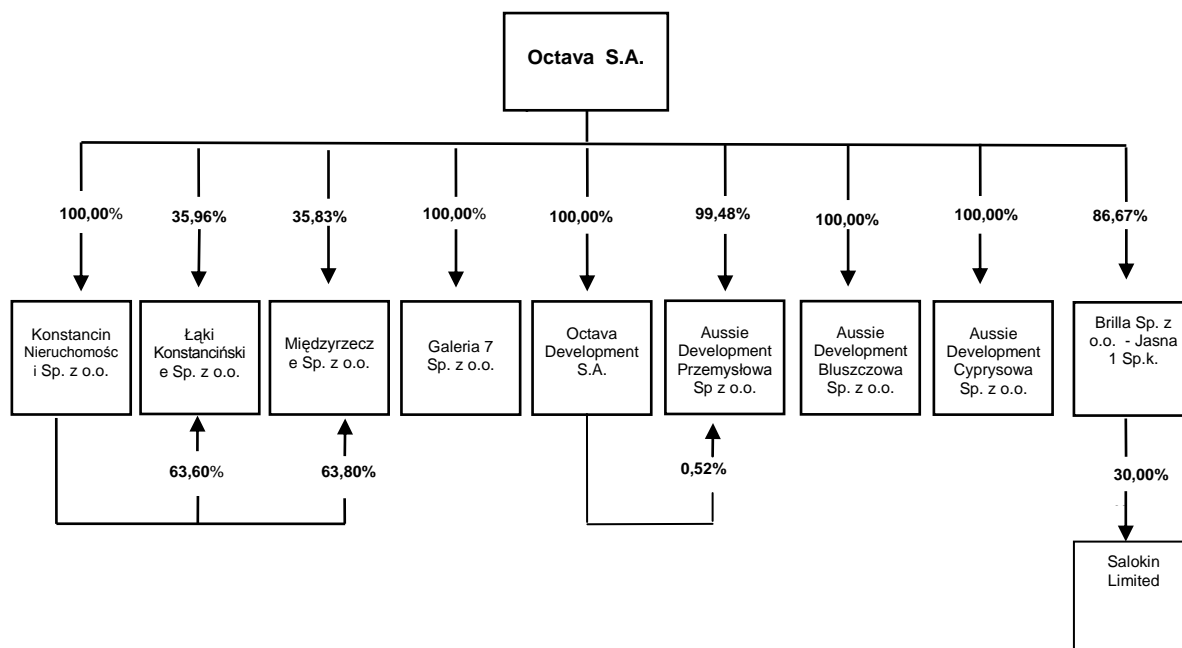 Octava S.A.
100,00%
35,96%
35,83%
100,00%
100,00%
99,48%
100,00%
100,00%
86,67%
Konstancin
Nieruchomośc
i Sp. z o.o.
Łąki
Konstancińsk
e Sp. z o.o.
Międzyrzecz
e Sp. z o.o.
Galeria 7
Sp. z o.o.
Octava
Development
S.A.
Aussie
Development
Przemysłowa
Sp z o.o.
Aussie
Development
Bluszczowa
Sp. z o.o.
Aussie
Development
Cyprysowa
Sp. z o.o.
Brilla Sp. z
o.o. - Jasna
1 Sp.k.
63,60%
63,80%
0,52%
30,00%
Salokin
Limited